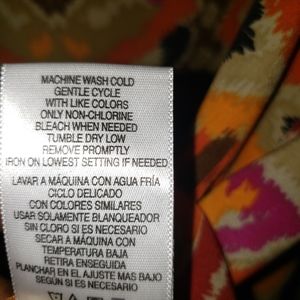 MACHINE WASH COLD
GENTLE CYCLE
WITH LIKE COLORS
ONLY NON-CHLORINE
BLEACH WHEN NEEDED
TUMBLE DRY LOW
REMOVE PROMPTLY
IRON ON LOWEST SETTING IF NEEDED
LAVAR A MÁQUINA CON AGUA FRÍA
CICLO DELICADO
CON COLORES SIMILARES
USAR SOLAMENTE BLANQUEADOR
SIN CLORO SI ES NECESARIO
SECAR A MÁQUINA CON
TEMPERATURA BAJA
RETIRA ENSEGUIDA
PLANCHAR EN EL AJUSTE MAS BAJO
SEGÚN SI ES NECESARIO